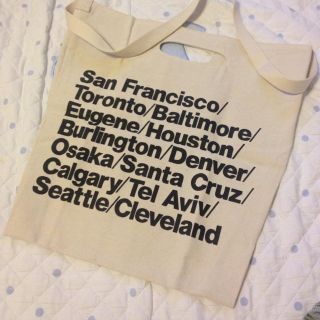 San Francisco/
Toronto/Baltimore/
Eugene/Houston/
Burlington/Denver/
Osaka/Santa Cruz/
Calgary/Tel Aviv/
Seattle/Cleveland